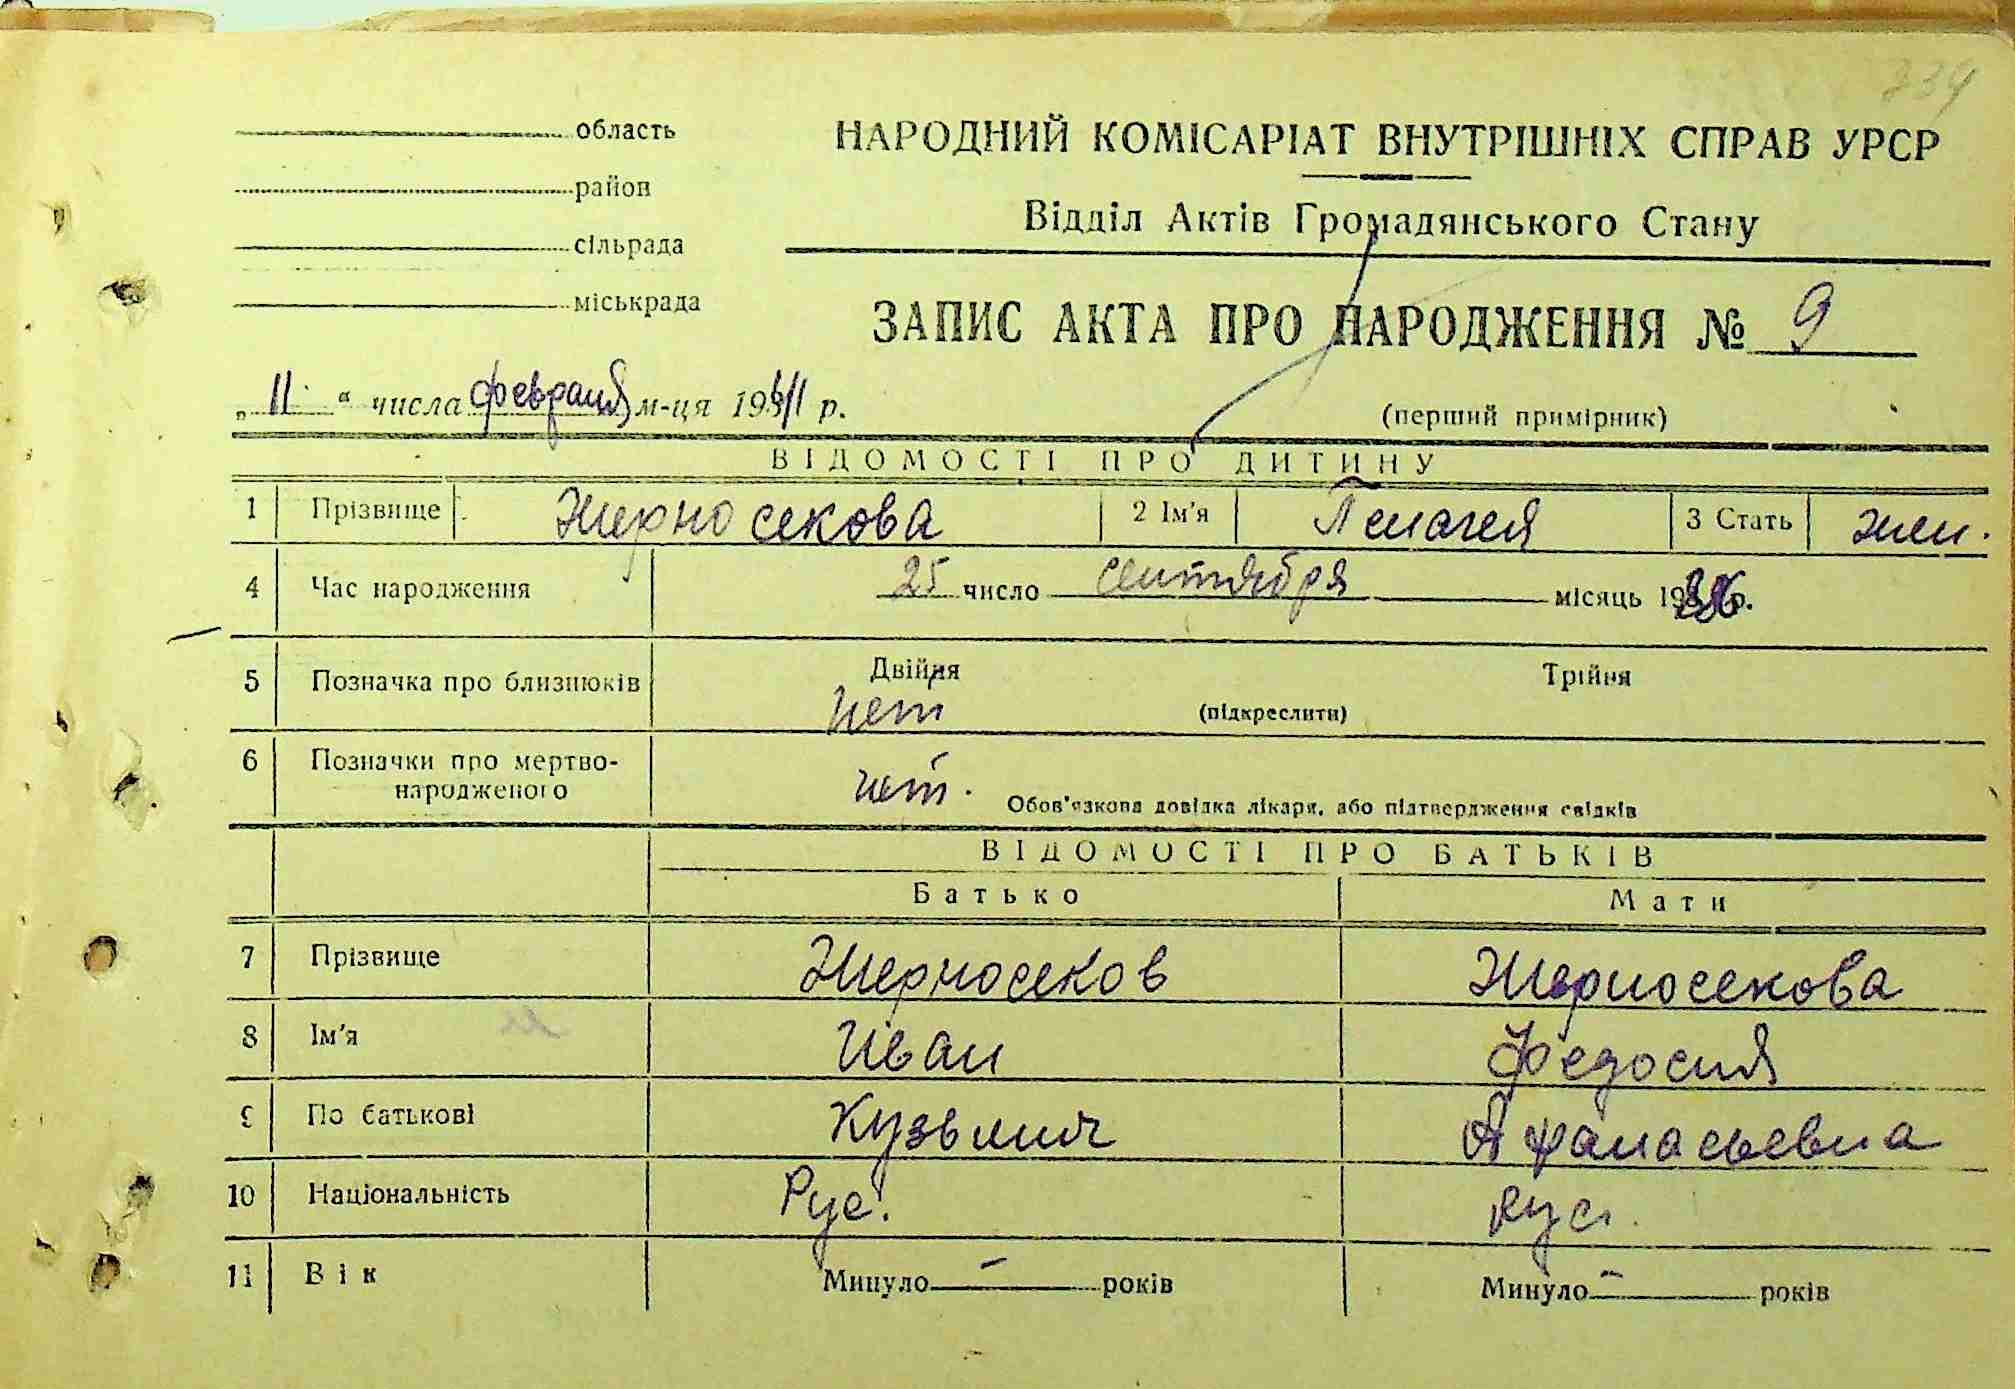 область
НАРОДНИЙ КОМІСАРІАТ ВНУТРІШНІХ СПРАВ УРСР
район
Відділ Актів Громадянського Стану
сільрада
міськрада
ЗАПИС АКТА ПРО НАРОДЖЕННЯ № 9
„ 11 “ числа февраля м-ця 1941 р.
(перший примірник)
ВІДОМОСТІ ПРО ДИТИНУ
1 Прізвище Жерносекова 2 Ім'я Пелагея 3 Стать жен.
4 Час народження 25 число сентября місяць р.
5 Позначка про близнюків Двійня Трійня
нет (підкреслити)
6 Позначки про мертво-
народженого нет. Обов'язкова довідка лікаря, або підтвердження свідків
ВІДОМОСТІ ПРО БАТЬКІВ
Батько Мати
7 Прізвище Жерносеков Жерносекова
8 Ім'я Иван Федосия
9 По батькові Кузьмич Афанасьевна
10 Національність Рус. Рус.
11 Вік Минуло — років Минуло — років